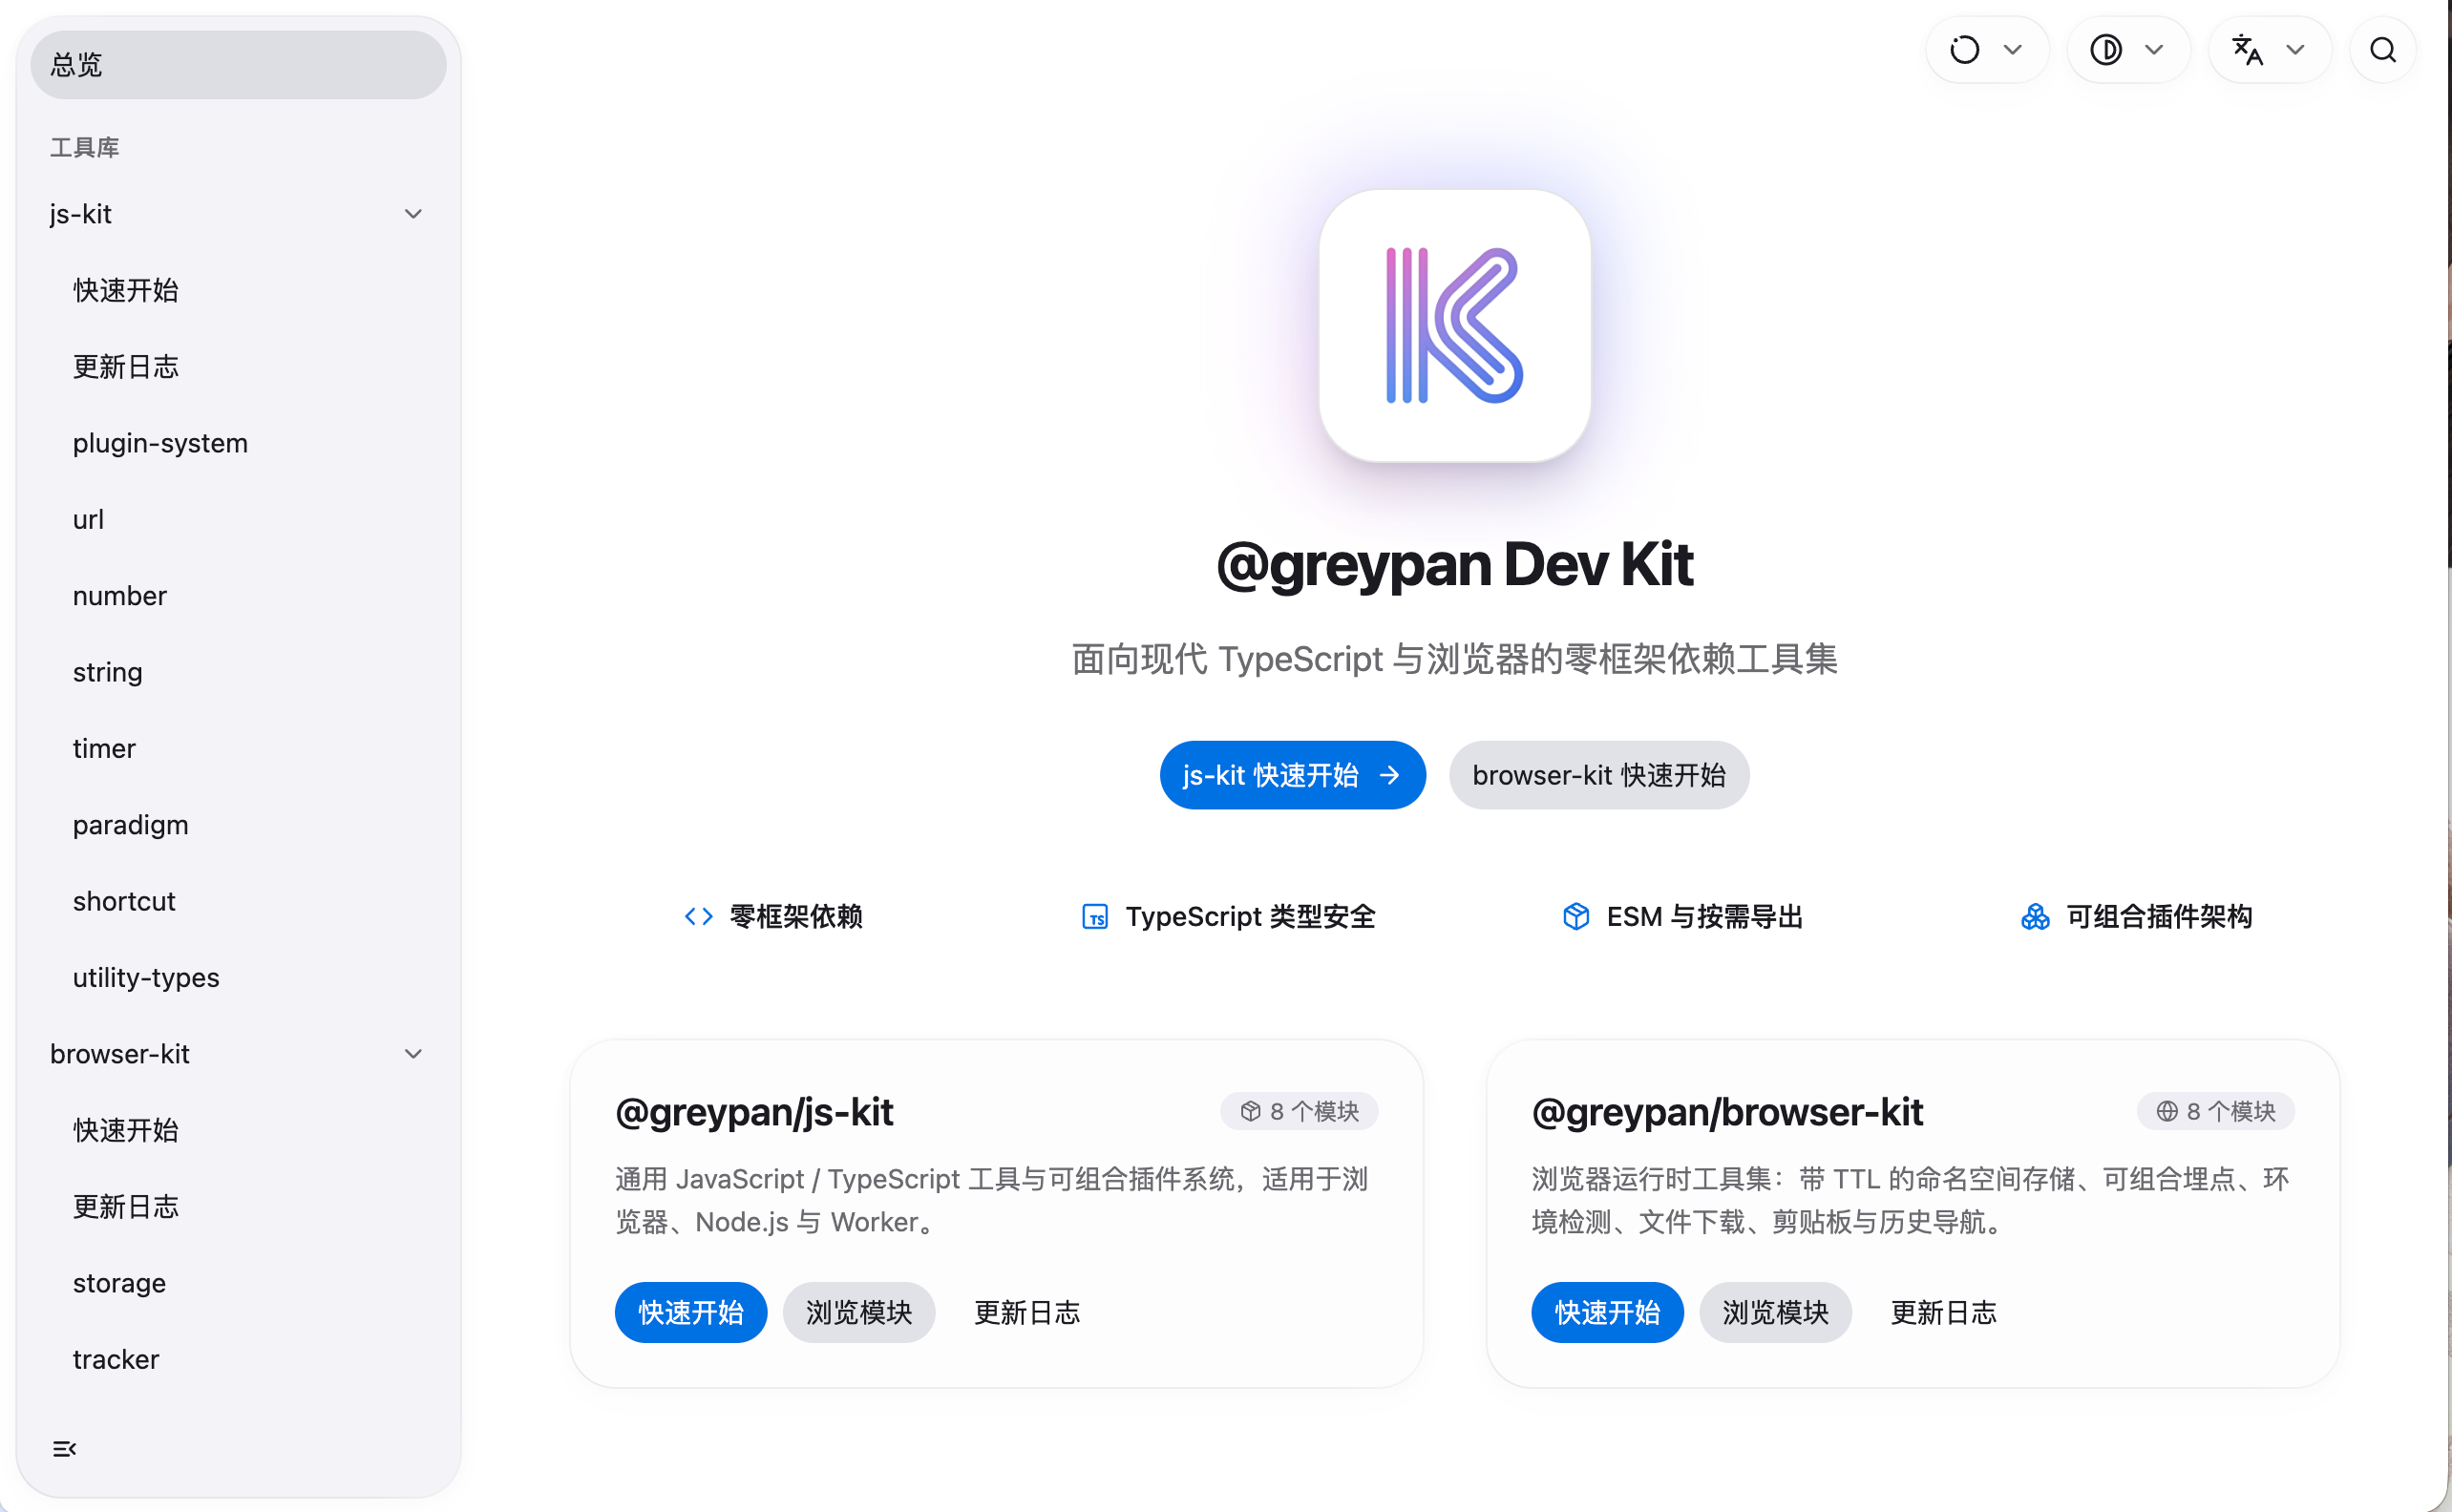 总览
工具库
js-kit
快速开始
更新日志
plugin-system
url
number
string
timer
paradigm
shortcut
utility-types
browser-kit
快速开始
更新日志
storage
tracker
@greypan Dev Kit
面向现代 TypeScript 与浏览器的零框架依赖工具集
js-kit 快速开始
browser-kit 快速开始
零框架依赖
TypeScript 类型安全
ESM 与按需导出
可组合插件架构
@greypan/js-kit
8 个模块
通用 JavaScript / TypeScript 工具与可组合插件系统，适用于浏
览器、Node.js 与 Worker。
快速开始
浏览模块
更新日志
@greypan/browser-kit
8 个模块
浏览器运行时工具集：带 TTL 的命名空间存储、可组合埋点、环
境检测、文件下载、剪贴板与历史导航。
快速开始
浏览模块
更新日志